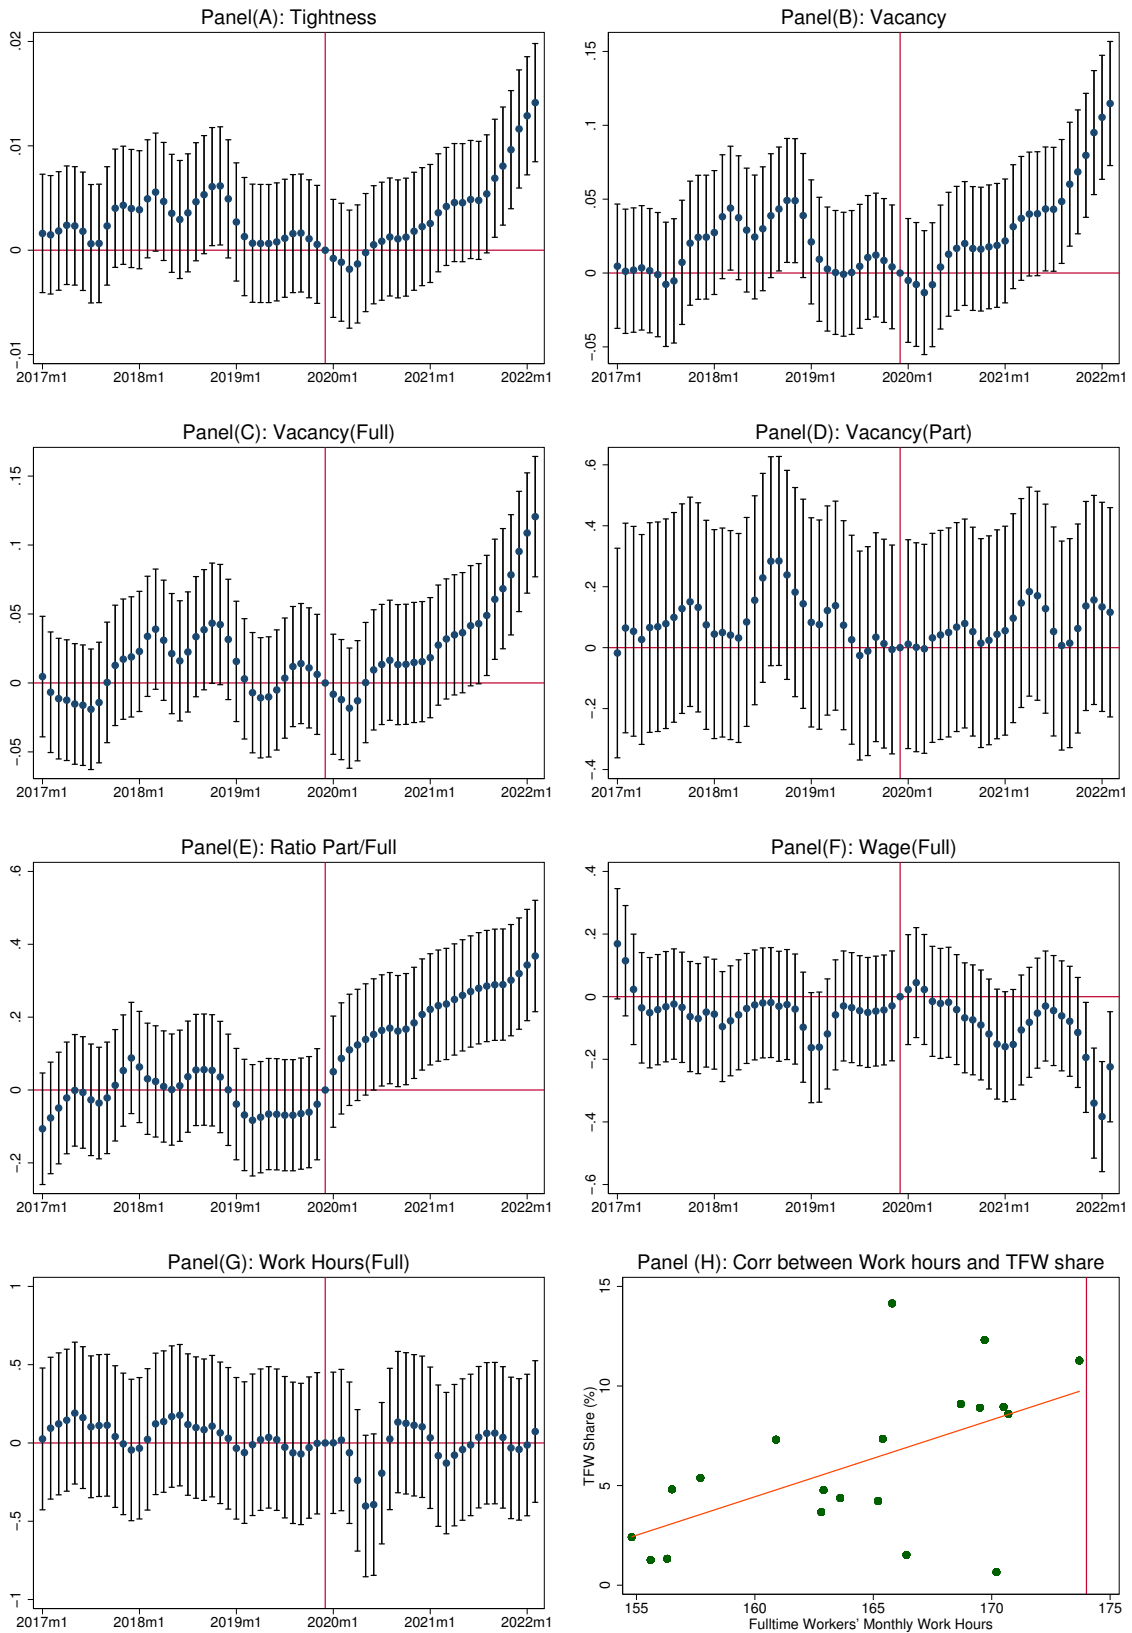 Panel(A): Tightness
.02
.01
0
-.01
2017m1 2018m1 2019m1 2020m1 2021m1 2022m1
Panel(B): Vacancy
.15
.1
.05
0
-.05
2017m1 2018m1 2019m1 2020m1 2021m1 2022m1
Panel(C): Vacancy(Full)
.15
.1
.05
0
-.05
2017m1 2018m1 2019m1 2020m1 2021m1 2022m1
Panel(D): Vacancy(Part)
.6
.4
.2
0
-.2
-.4
2017m1 2018m1 2019m1 2020m1 2021m1 2022m1
Panel(E): Ratio Part/Full
.6
.4
.2
0
-.2
2017m1 2018m1 2019m1 2020m1 2021m1 2022m1
Panel(F): Wage(Full)
.4
.2
0
-.2
-.4
-.6
2017m1 2018m1 2019m1 2020m1 2021m1 2022m1
Panel(G): Work Hours(Full)
1
.5
0
-.5
-1
2017m1 2018m1 2019m1 2020m1 2021m1 2022m1
Panel (H): Corr between Work hours and TFW share
TFW Share (%)
15
10
5
0
155 160 165 170 175
Fulltime Workers' Monthly Work Hours